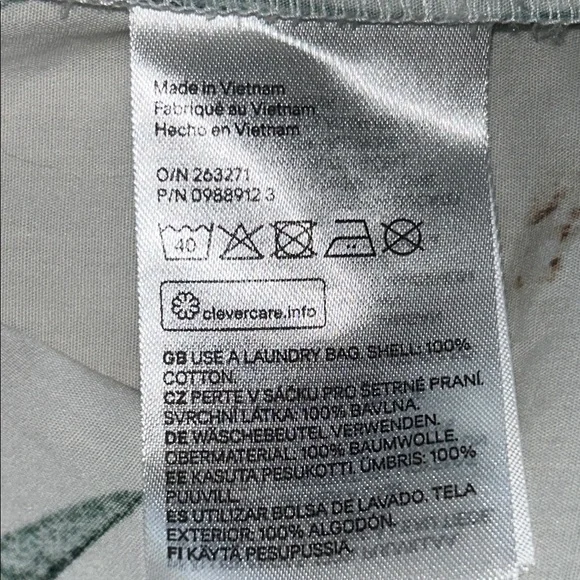 Made in Vietnam
Fabriqué au Vietnam
Hecho en Vietnam
O/N 263271
P/N 0988912 3
40
clevercare.info
GB USE A LAUNDRY BAG. SHELL: 100%
COTTON.
CZ PERTE V SÁČKU PRO ŠETRNÉ PRANÍ.
SVRCHNÍ LÁTKA: 100% BAVLNA.
DE WÄSCHEBEUTEL VERWENDEN.
OBERMATERIAL: 100% BAUMWOLLE.
EE KASUTA PESUKOTTI. ÜMBRIS: 100%
PUUVILL.
ES UTILIZAR BOLSA DE LAVADO. TELA
EXTERIOR: 100% ALGODÓN.
FI KÄYTÄ PESUPUSSIA.